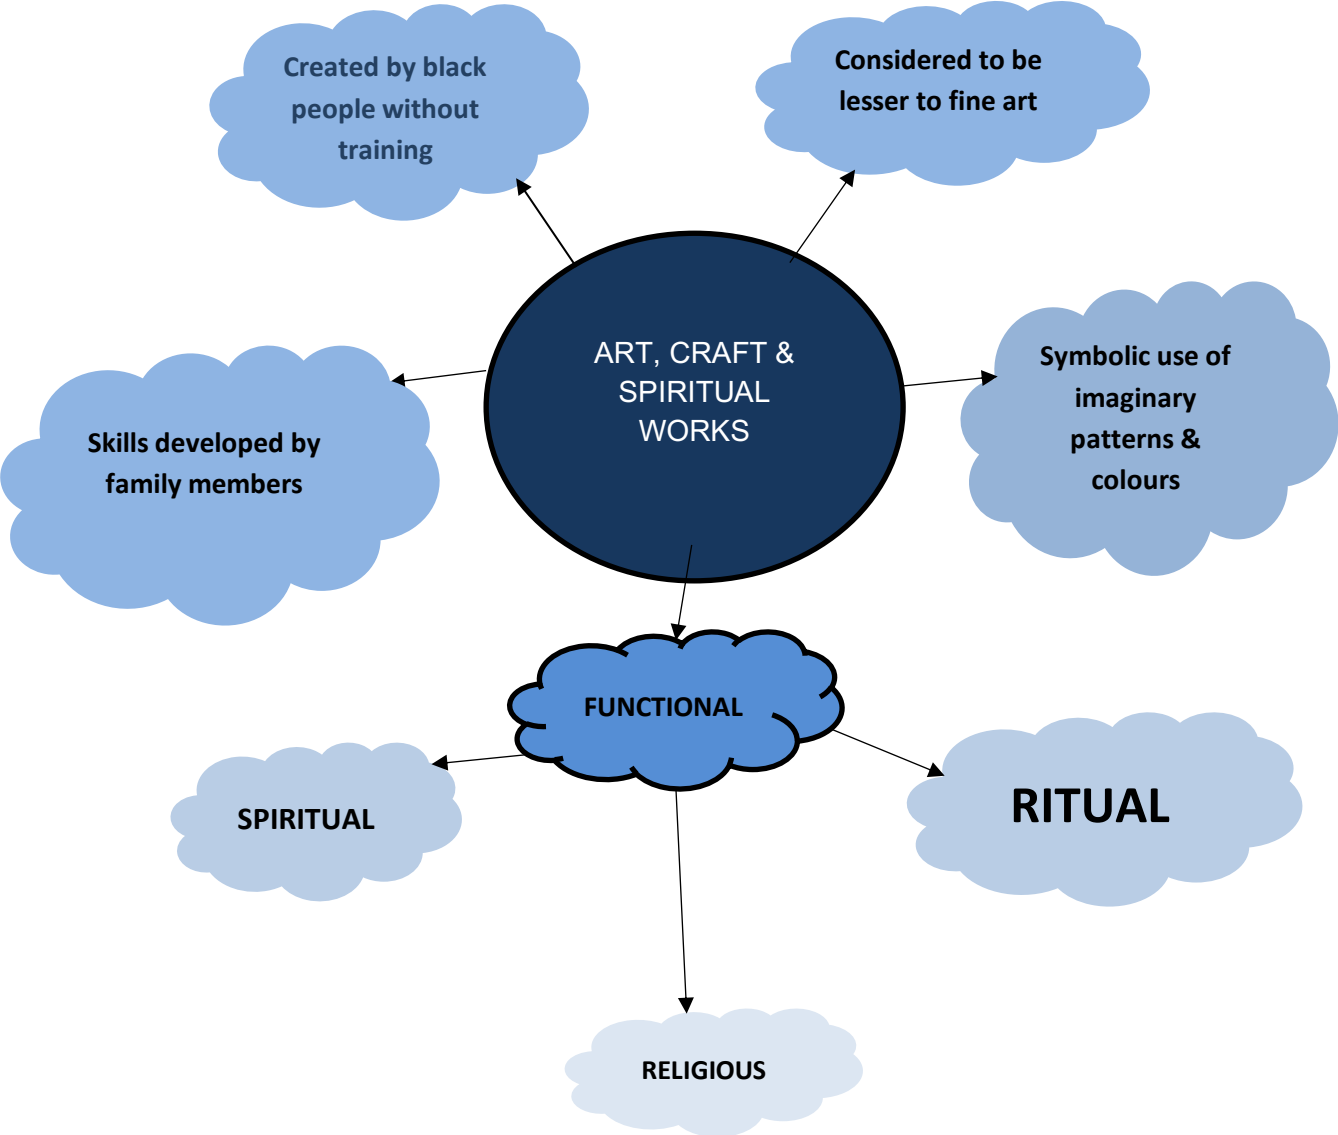 Created by black
people without
training
Considered to be
lesser to fine art
ART, CRAFT &
SPIRITUAL
WORKS
Symbolic use of
imaginary
patterns &
colours
Skills developed by
family members
FUNCTIONAL
SPIRITUAL
RITUAL
RELIGIOUS